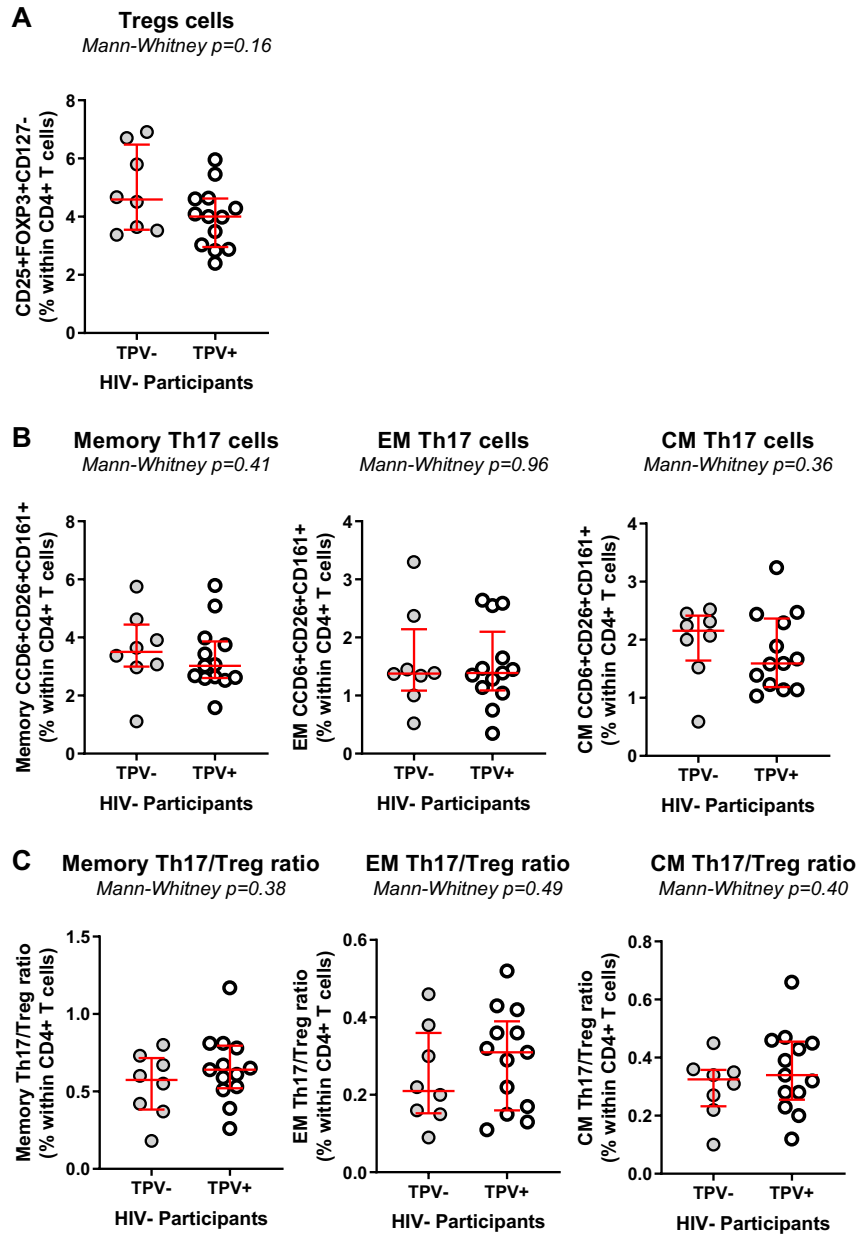 A
Tregs cells
Mann-Whitney p=0.16
CD25+FOXP3+CD127-
(% within CD4+ T cells)
8
6
4
2
0
TPV- TPV+
HIV- Participants
B
Memory Th17 cells
Mann-Whitney p=0.41
Memory CCD6+CD26+CD161+
(% within CD4+ T cells)
8
6
4
2
0
TPV- TPV+
HIV- Participants
EM Th17 cells
Mann-Whitney p=0.96
EM CCD6+CD26+CD161+
(% within CD4+ T cells)
4
3
2
1
0
TPV- TPV+
HIV- Participants
CM Th17 cells
Mann-Whitney p=0.36
CM CCD6+CD26+CD161+
(% within CD4+ T cells)
4
3
2
1
0
TPV- TPV+
HIV- Participants
C
Memory Th17/Treg ratio
Mann-Whitney p=0.38
Memory Th17/Treg ratio
(% within CD4+ T cells)
1.5
1.0
0.5
0.0
TPV- TPV+
HIV- Participants
EM Th17/Treg ratio
Mann-Whitney p=0.49
EM Th17/Treg ratio
(% within CD4+ T cells)
0.6
0.4
0.2
0.0
TPV- TPV+
HIV- Participants
CM Th17/Treg ratio
Mann-Whitney p=0.40
CM Th17/Treg ratio
(% within CD4+ T cells)
0.8
0.6
0.4
0.2
0.0
TPV- TPV+
HIV- Participants